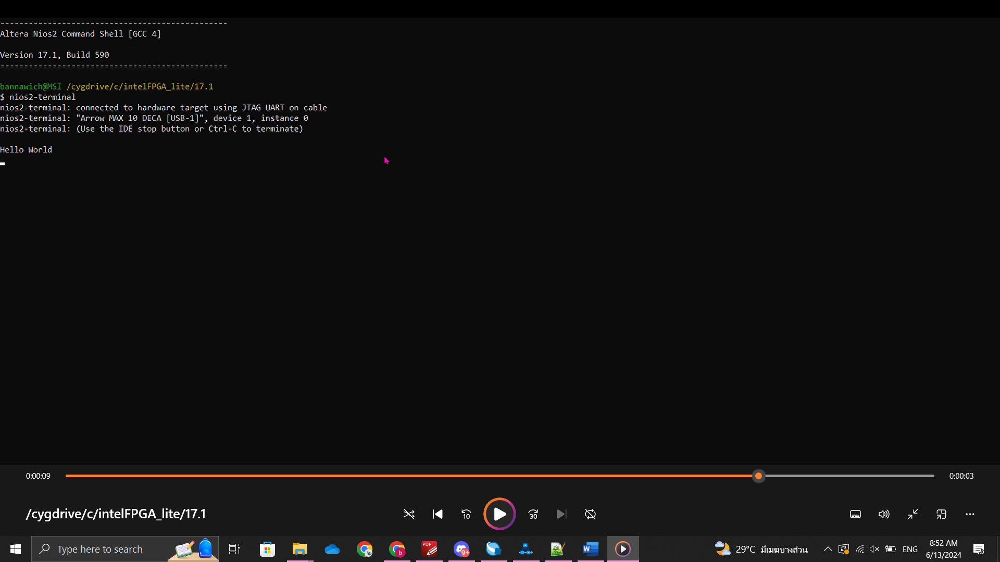 ------------------------------------------------
Altera Nios2 Command Shell [GCC 4]
Version 17.1, Build 590
------------------------------------------------
bannawich@MSI /cygdrive/c/intelFPGA_lite/17.1
$ nios2-terminal
nios2-terminal: connected to hardware target using JTAG UART on cable
nios2-terminal: "Arrow MAX 10 DECA [USB-1]", device 1, instance 0
nios2-terminal: (Use the IDE stop button or Ctrl-C to terminate)
Hello World
0:00:09
0:00:03
/cygdrive/c/intelFPGA_lite/17.1
10
30
Type here to search
PDF
9+
b
W
29°C มีเมฆบางส่วน
ENG
8:52 AM
6/13/2024